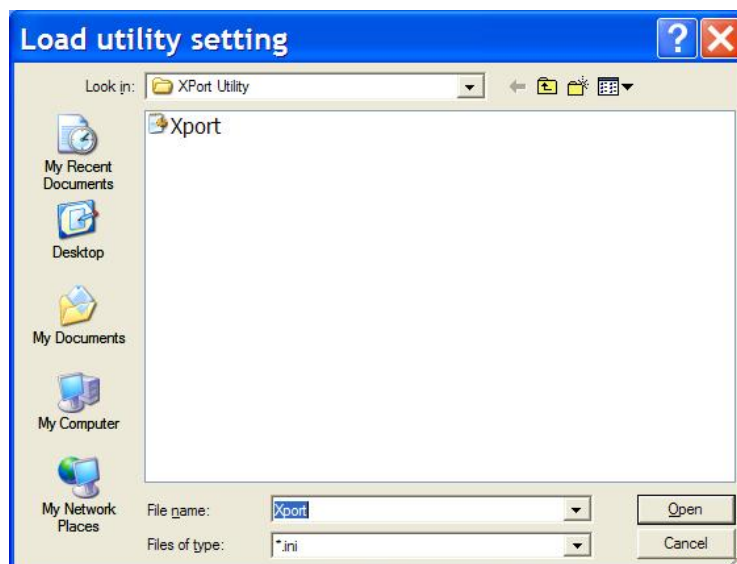 Load utility setting
Look in:
XPort Utility
Xport
My Recent
Documents
Desktop
My Documents
My Computer
My Network
Places
File name:
Xport
Open
Files of type:
*.ini
Cancel